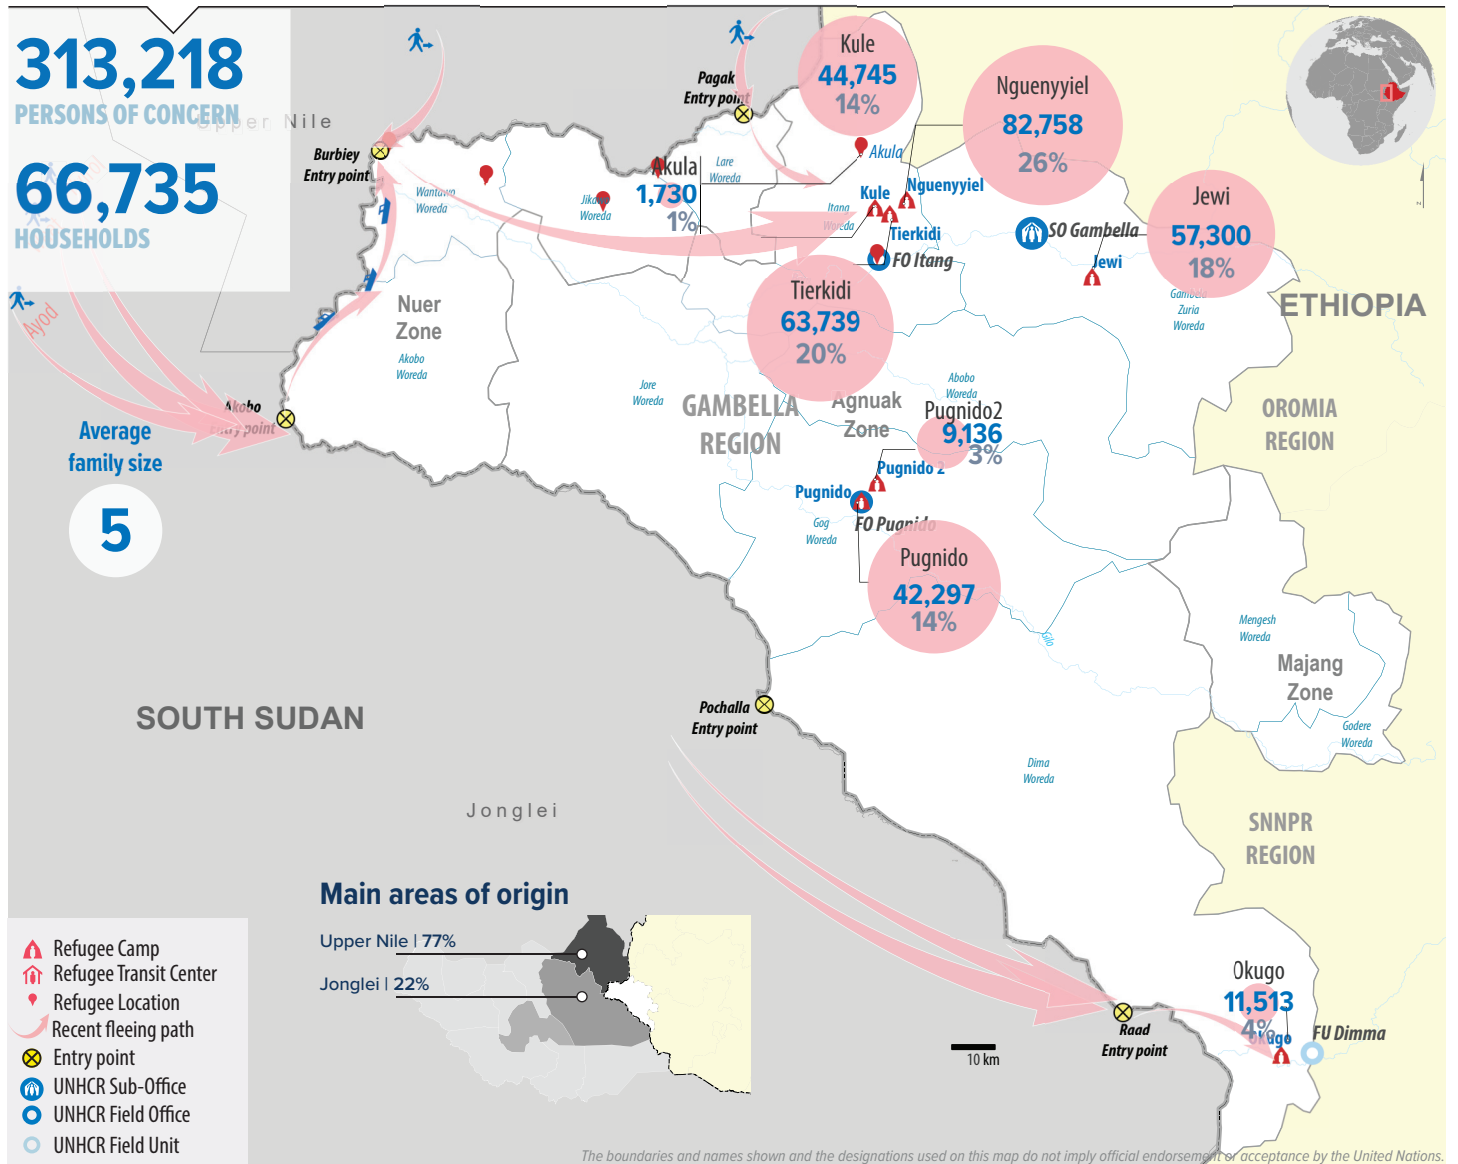 313,218
PERSONS OF CONCERN
66,735
HOUSEHOLDS
Upper Nile
Burbiey
Entry point
Pagak
Entry point
Kule
44,745
14%
Nguenyyiel
82,758
26%
Jewi
57,300
18%
Akula
1,730
1%
Akula
Lare
Woreda
Wantawo
Woreda
Jikawo
Woreda
Itang
Woreda
Kule
Nguenyyiel
Tierkidi
FO Itang
SO Gambella
Jewi
Gambela
Zuria
Woreda
ETHIOPIA
Tierkidi
63,739
20%
Nuer
Zone
Akobo
Woreda
Ayod
Akobo
Entry point
Average
family size
5
Jore
Woreda
GAMBELLA
REGION
Agnuak
Zone
Abobo
Woreda
OROMIA
REGION
Pugnido2
9,136
3%
Pugnido 2
Pugnido
FO Pugnido
Gog
Woreda
Pugnido
42,297
14%
Gilo
Mengesh
Woreda
Majang
Zone
Godere
Woreda
SOUTH SUDAN
Pochalla
Entry point
Dima
Woreda
Jonglei
SNNPR
REGION
Main areas of origin
Upper Nile | 77%
Jonglei | 22%
Okugo
11,513
4%
Okugo
FU Dimma
Raad
Entry point
10 km
N
Refugee Camp
Refugee Transit Center
Refugee Location
Recent fleeing path
Entry point
UNHCR Sub-Office
UNHCR Field Office
UNHCR Field Unit
The boundaries and names shown and the designations used on this map do not imply official endorsement or acceptance by the United Nations.